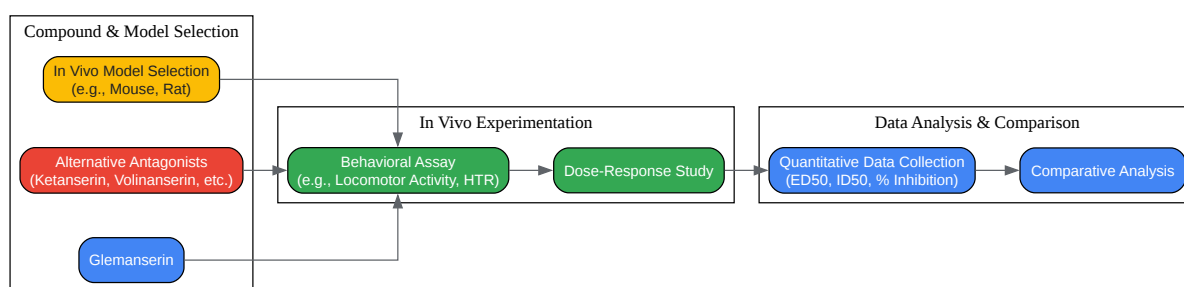 Compound & Model Selection
In Vivo Model Selection
(e.g., Mouse, Rat)
Alternative Antagonists
(Ketanserin, Volinanserin, etc.)
Glemanserin
In Vivo Experimentation
Behavioral Assay
(e.g., Locomotor Activity, HTR)
Dose-Response Study
Data Analysis & Comparison
Quantitative Data Collection
(ED50, ID50, % Inhibition)
Comparative Analysis